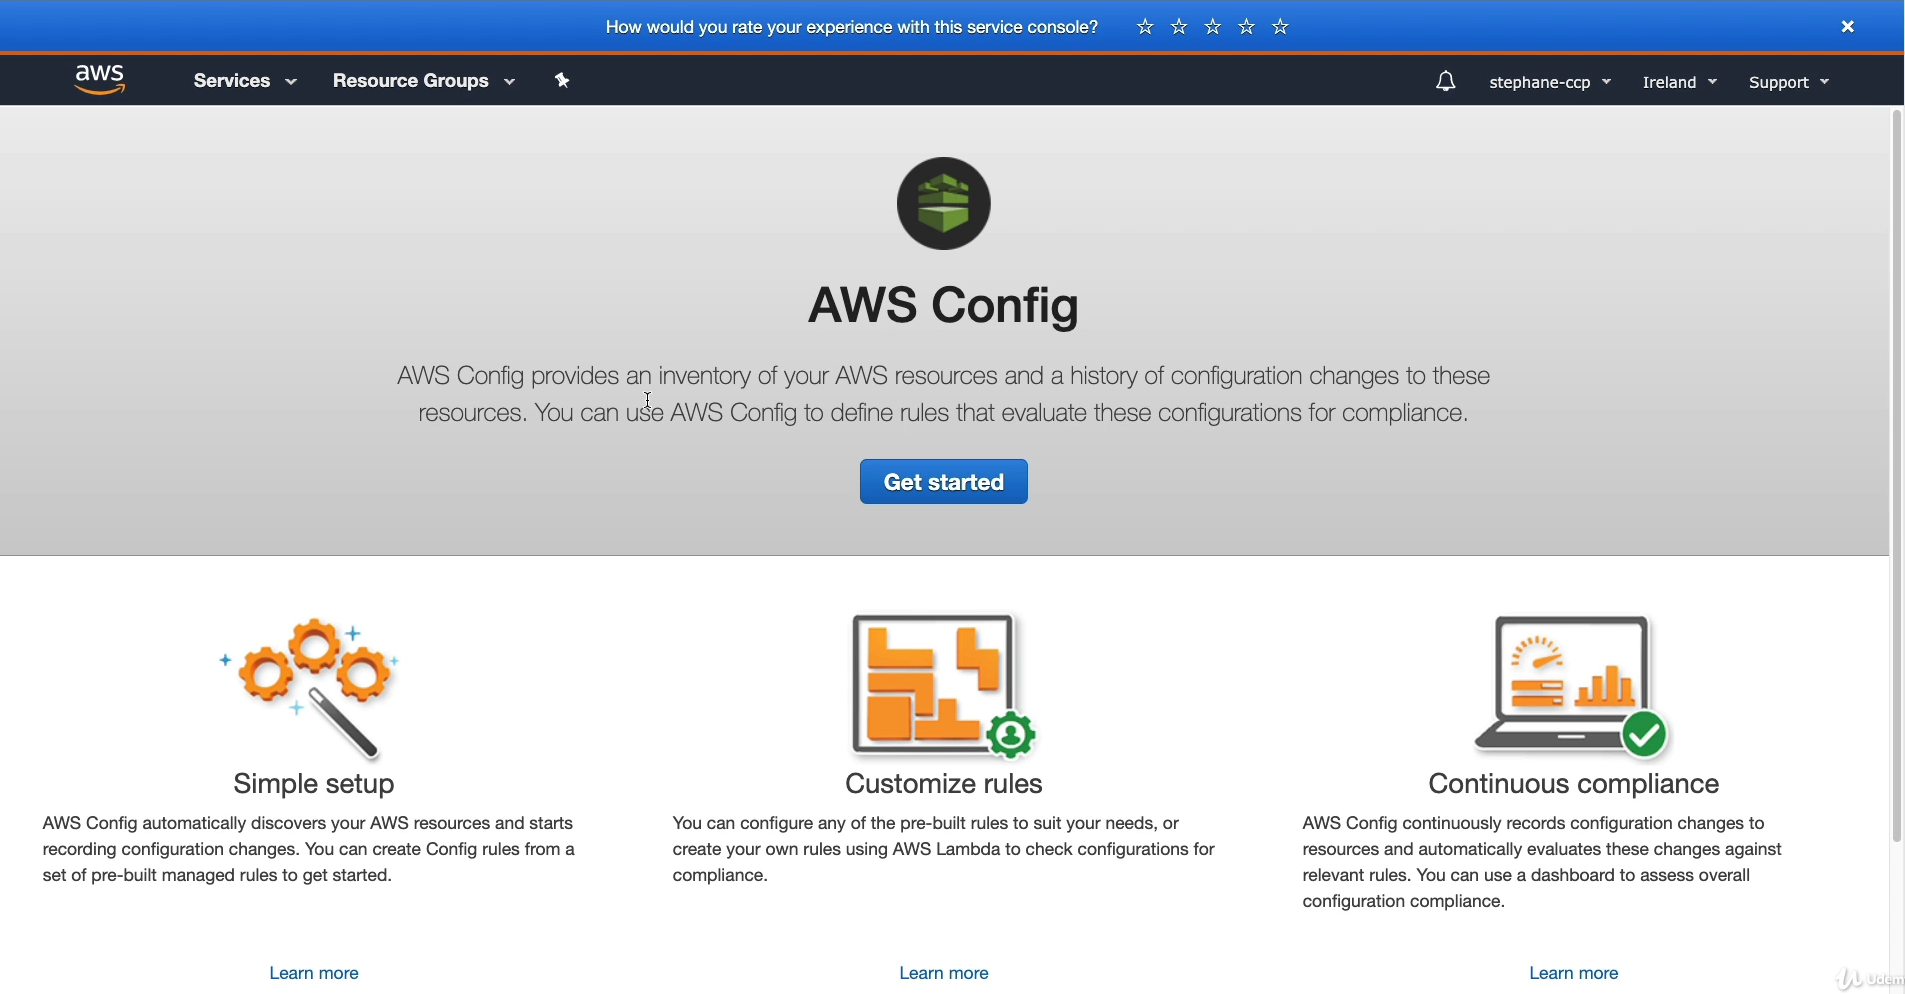 How would you rate your experience with this service console?
aws
Services
Resource Groups
stephane-ccp
Ireland
Support
AWS Config
AWS Config provides an inventory of your AWS resources and a history of configuration changes to these
resources. You can use AWS Config to define rules that evaluate these configurations for compliance.
Get started
Simple setup
AWS Config automatically discovers your AWS resources and starts
recording configuration changes. You can create Config rules from a
set of pre-built managed rules to get started.
Learn more
Customize rules
You can configure any of the pre-built rules to suit your needs, or
create your own rules using AWS Lambda to check configurations for
compliance.
Learn more
Continuous compliance
AWS Config continuously records configuration changes to
resources and automatically evaluates these changes against
relevant rules. You can use a dashboard to assess overall
configuration compliance.
Learn more
Udem